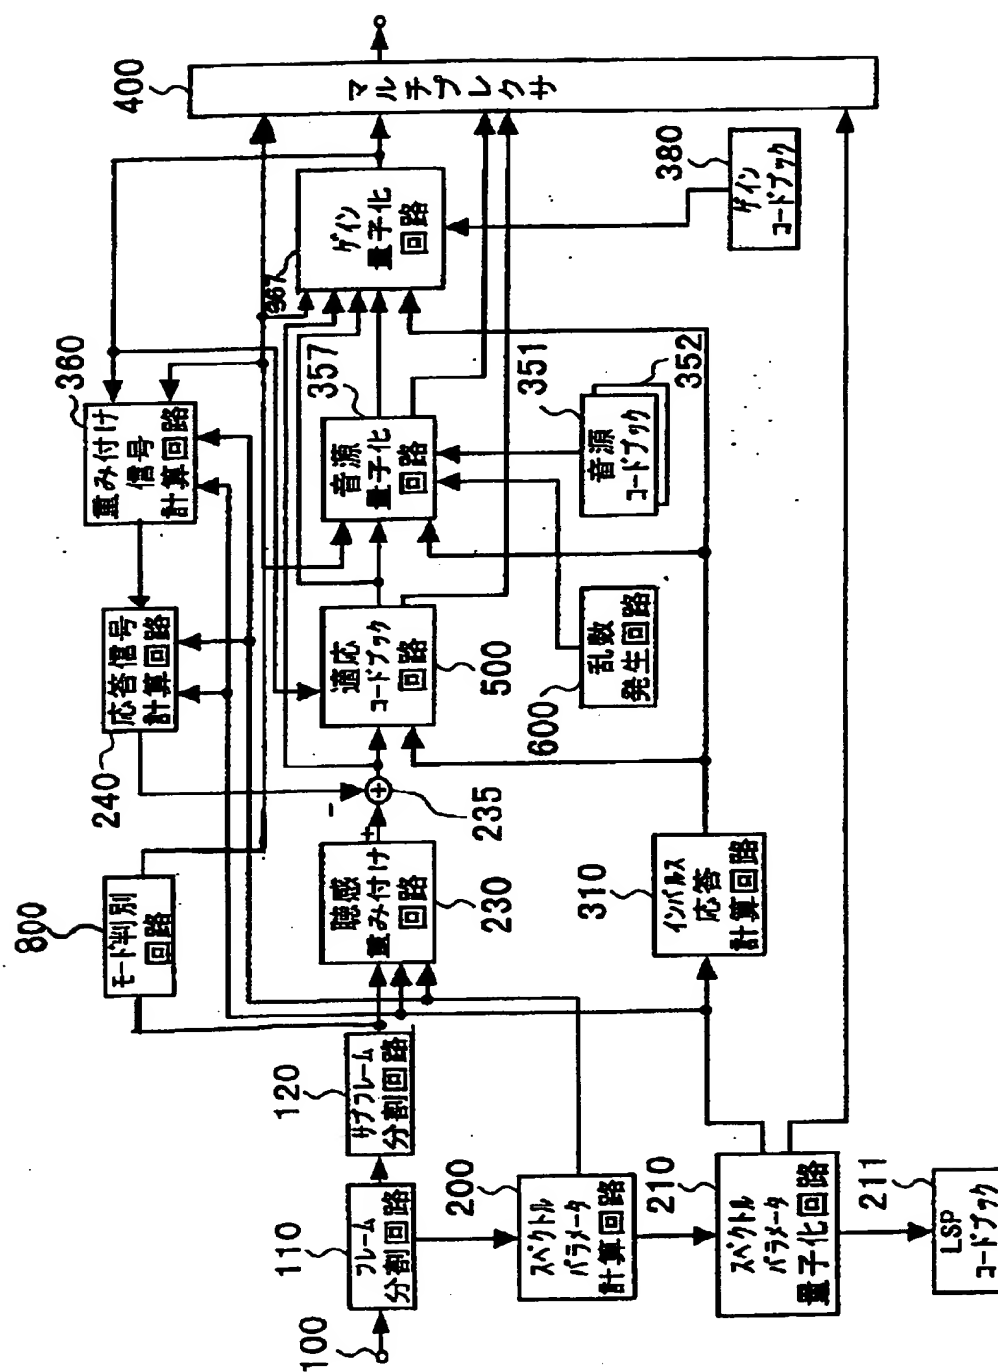 100
110
フレーム
分割回路
120
サブフレーム
分割回路
800
モード判別
回路
200
スペクトル
パラメータ
計算回路
210
スペクトル
パラメータ
量子化回路
211
LSP
コードブック
聴感
重み付け
回路
230
+
-
+
235
240
応答信号
計算回路
360
重み付け
信号
計算回路
適応
コードブック
回路
500
310
インパルス
応答
計算回路
600
乱数
発生回路
357
音源
量子化
回路
351
352
音源
コードブック
367
ゲイン
量子化
回路
380
ゲイン
コードブック
400
マルチプレクサ